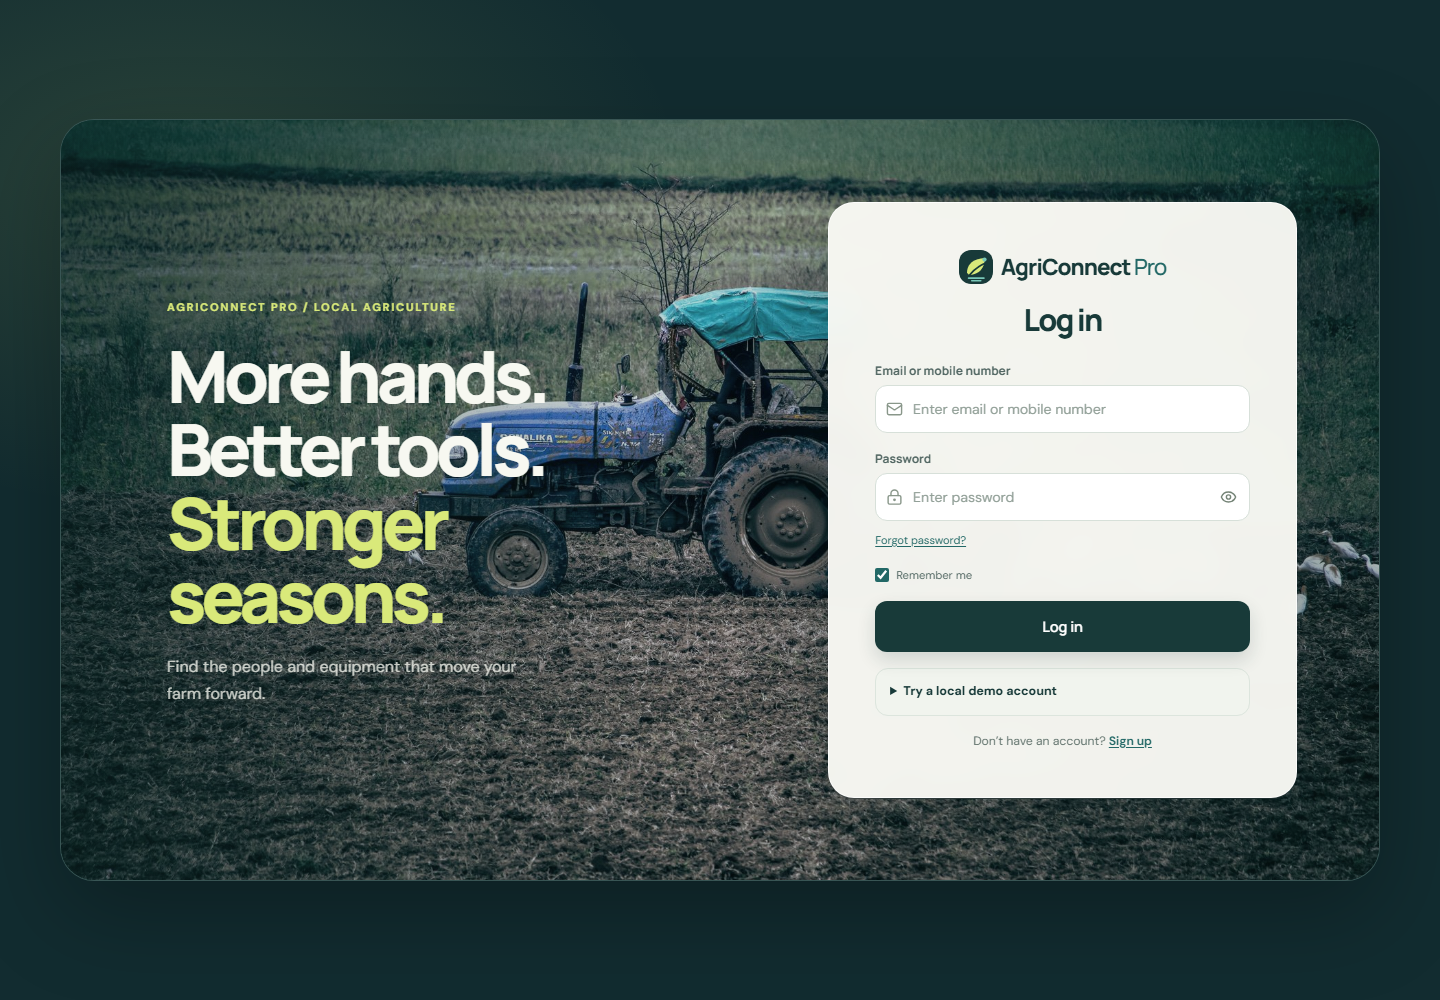 AGRICONNECT PRO / LOCAL AGRICULTURE
More hands.
Better tools.
Stronger
seasons.
Find the people and equipment that move your
farm forward.
AgriConnect Pro
Log in
Email or mobile number
Enter email or mobile number
Password
Enter password
Forgot password?
Remember me
Log in
Try a local demo account
Don't have an account? Sign up